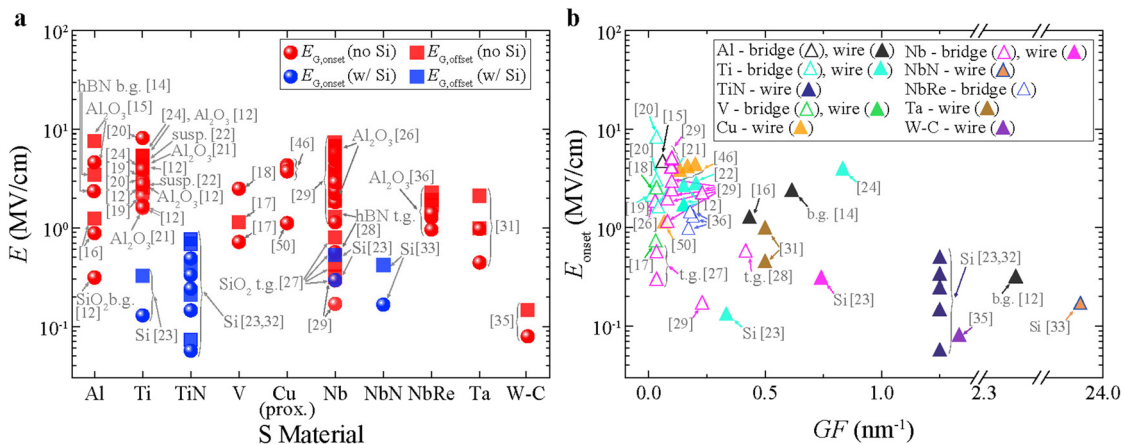 a
10²
10¹
10⁰
10⁻¹
E (MV/cm)
E_G,onset (no Si) E_G,offset (no Si)
E_G,onset (w/ Si) E_G,offset (w/ Si)
hBN b.g. [14]
Al₂O₃ [15]
[20]
[24], Al₂O₃ [12]
susp. [22]
Al₂O₃ [21]
[24]
[19]
[20]
[12]
[19]
[12]
susp. [22]
Al₂O₃ [12]
[12]
Al₂O₃ [21]
[16]
SiO₂ b.g.
[12]
Si [23]
Si [23,32]
[18]
[17]
[17]
[46]
[50]
Al₂O₃ [26]
[29]
hBN t.g.
[28]
Si [23]
SiO₂ t.g. [27]
[29]
Si [33]
Al₂O₃ [36]
[31]
[35]
Al Ti TiN V Cu Nb NbN NbRe Ta W-C
(prox.)
S Material
b
10²
10¹
10⁰
10⁻¹
E_onset (MV/cm)
Al - bridge (△), wire (▲)
Ti - bridge (△), wire (▲)
TiN - wire (▲)
V - bridge (△), wire (▲)
Cu - wire (▲)
Nb - bridge (△), wire (▲)
NbN - wire (▲)
NbRe - bridge (△)
Ta - wire (▲)
W-C - wire (▲)
[20]
[15]
[29]
[20]
[21]
[46]
[18]
[22]
[24]
[29]
[19]
[12]
[16]
b.g. [14]
[26]
[50]
[36]
[31]
[17]
t.g. [27]
t.g. [28]
Si [23,32]
[29]
Si [23]
Si [23]
[35]
b.g. [12]
Si [33]
0.0 0.5 1.0 2.3 24.0
GF (nm⁻¹)